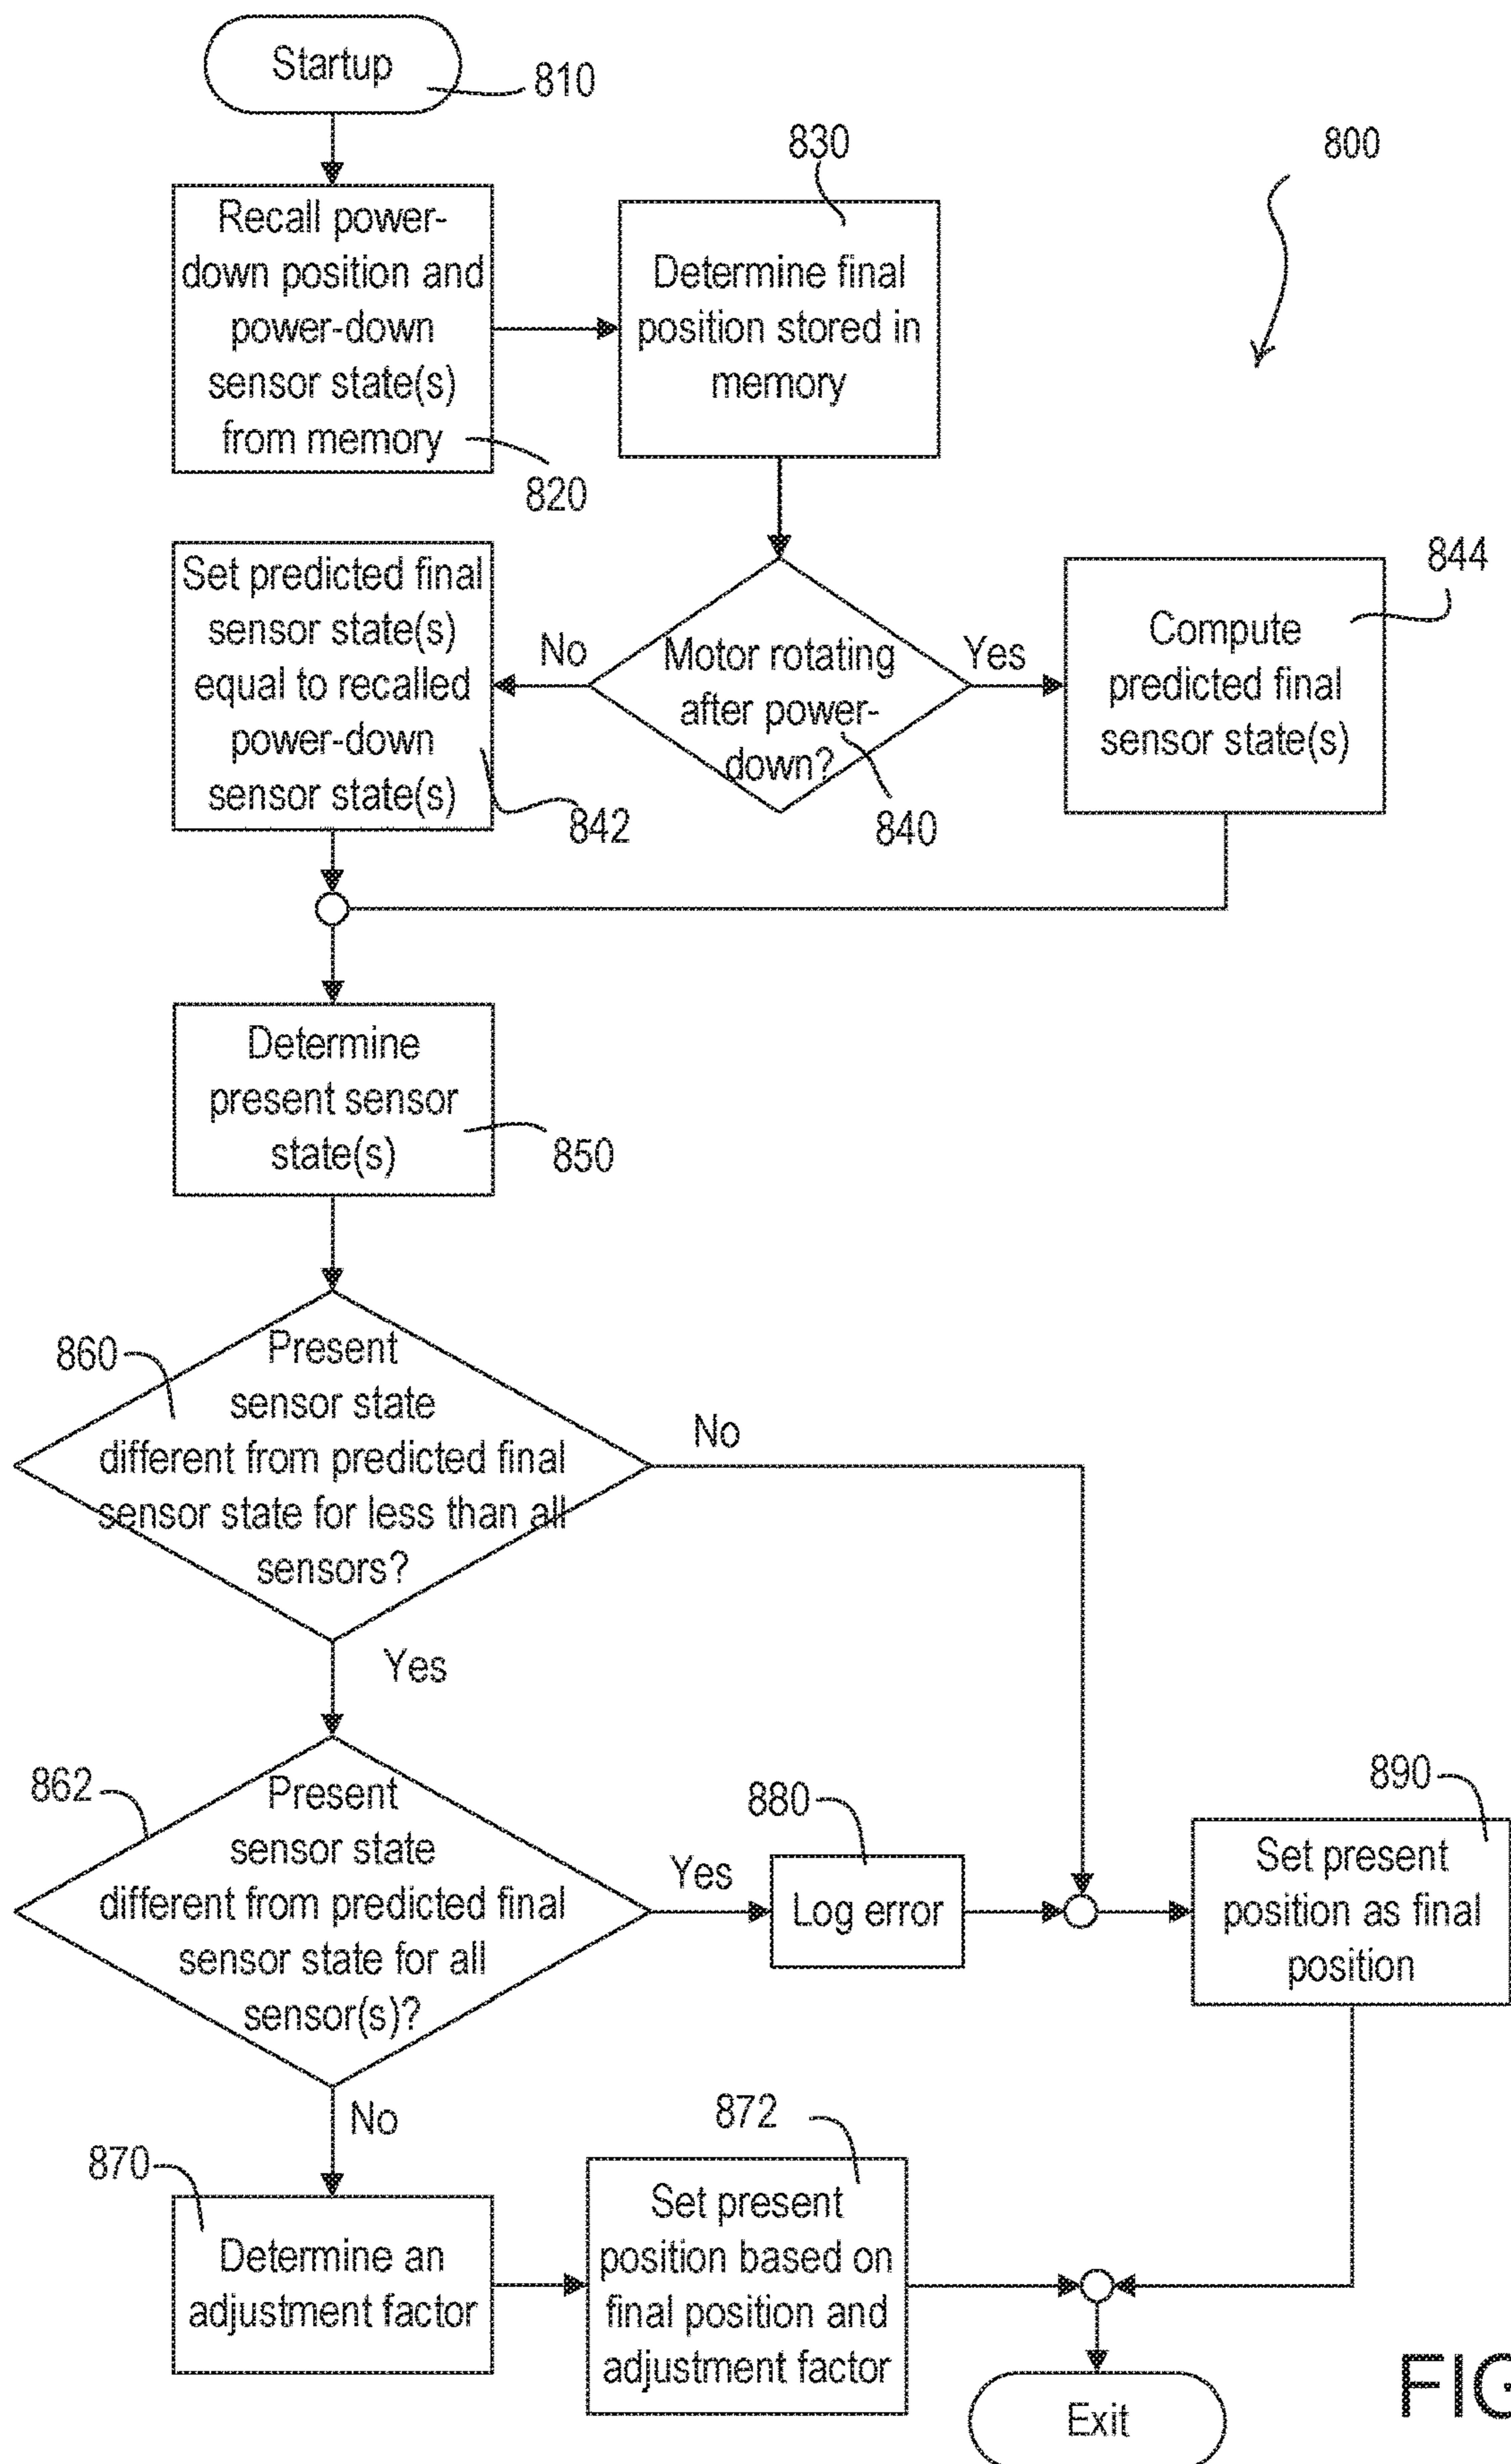 Startup
810
830
800
Recall power-
down position and
power-down
sensor state(s)
from memory
820
Determine final
position stored in
memory
Set predicted final
sensor state(s)
equal to recalled
power-down
sensor state(s)
842
No
Motor rotating
after power-
down?
840
Yes
844
Compute
predicted final
sensor state(s)
Determine
present sensor
state(s)
850
860
Present
sensor state
different from predicted final
sensor state for less than all
sensors?
No
Yes
862
Present
sensor state
different from predicted final
sensor state for all
sensor(s)?
Yes
880
Log error
890
Set present
position as final
position
No
870
Determine an
adjustment factor
872
Set present
position based on
final position and
adjustment factor
Exit
FIG